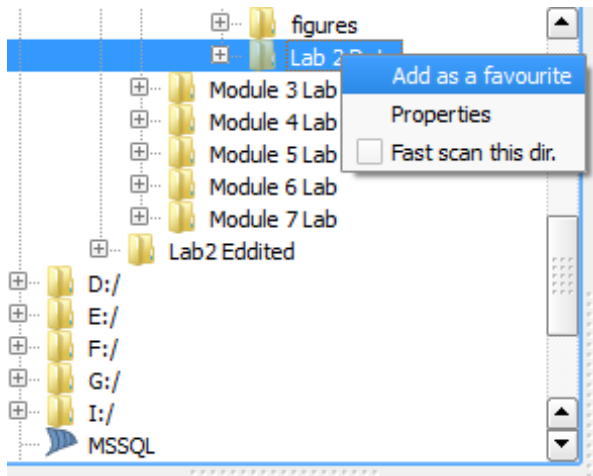 figures
Lab 2
Add as a favourite
Module 3 Lab
Properties
Module 4 Lab
Module 5 Lab
Fast scan this dir.
Module 6 Lab
Module 7 Lab
Lab2 Eddited
D:/
E:/
F:/
G:/
I:/
MSSQL